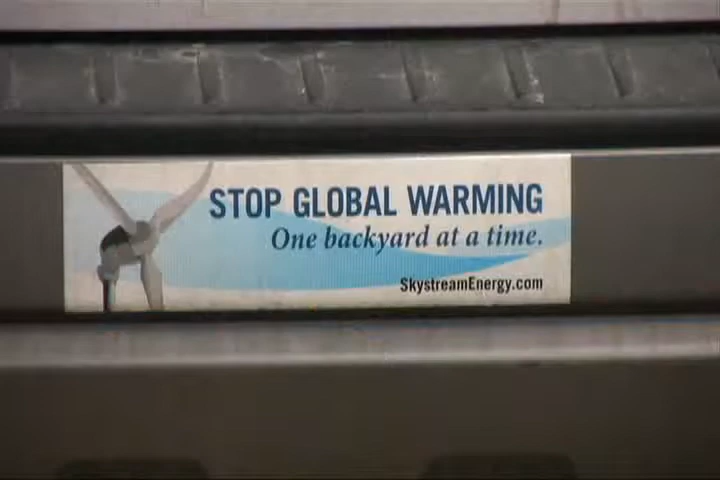 STOP GLOBAL WARMING
One backyard at a time.
SkystreamEnergy.com